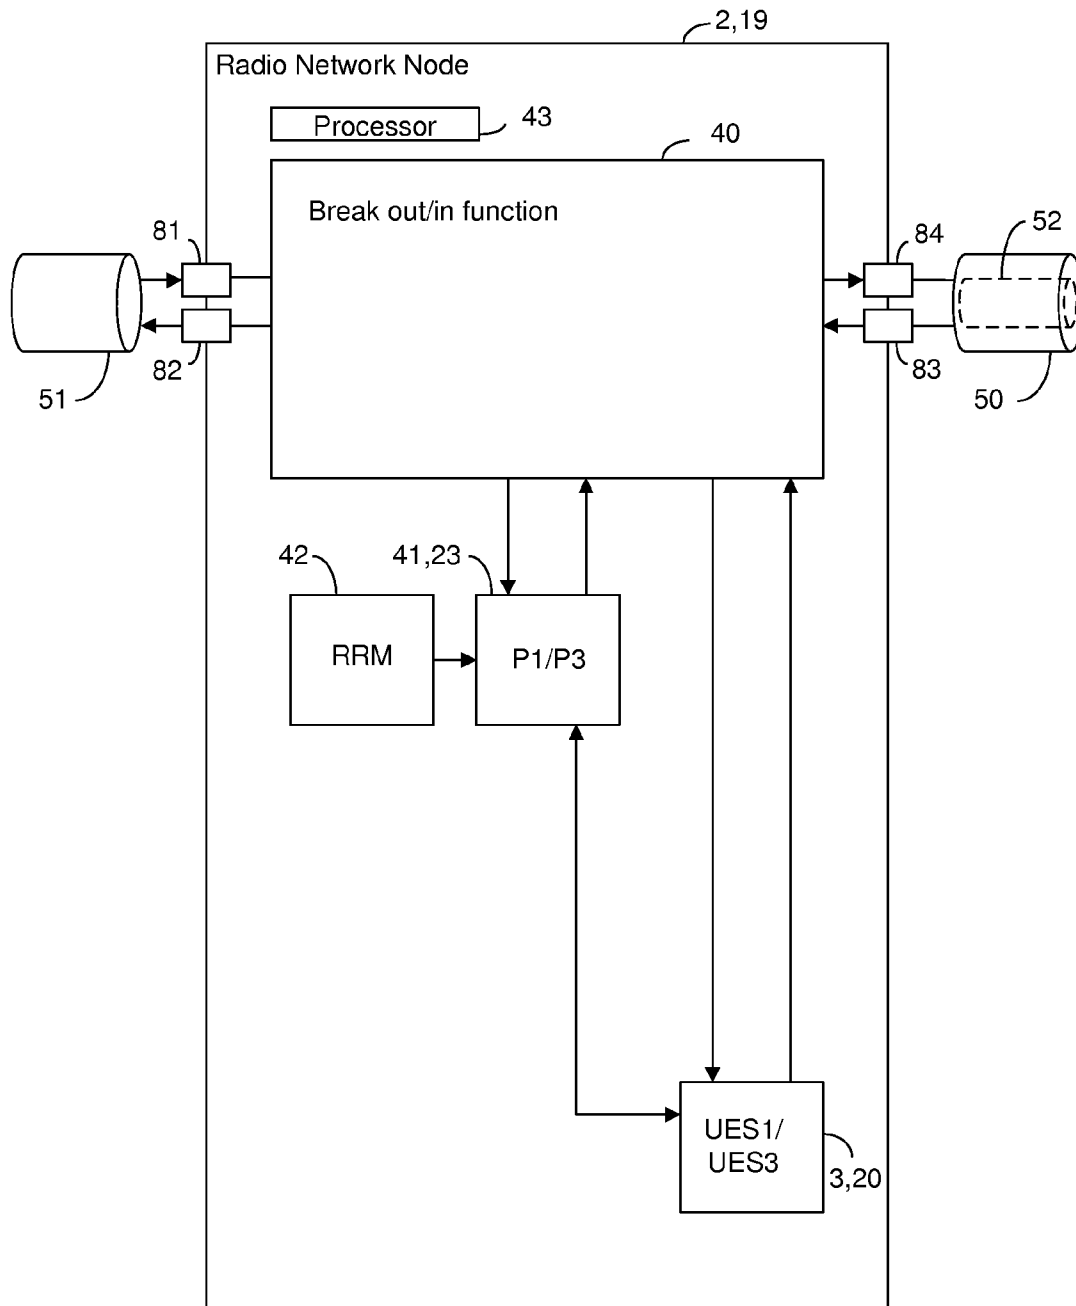 2,19
Radio Network Node
Processor
43
40
Break out/in function
81
84
52
82
83
51
50
42
41,23
RRM
P1/P3
UES1/
UES3
3,20